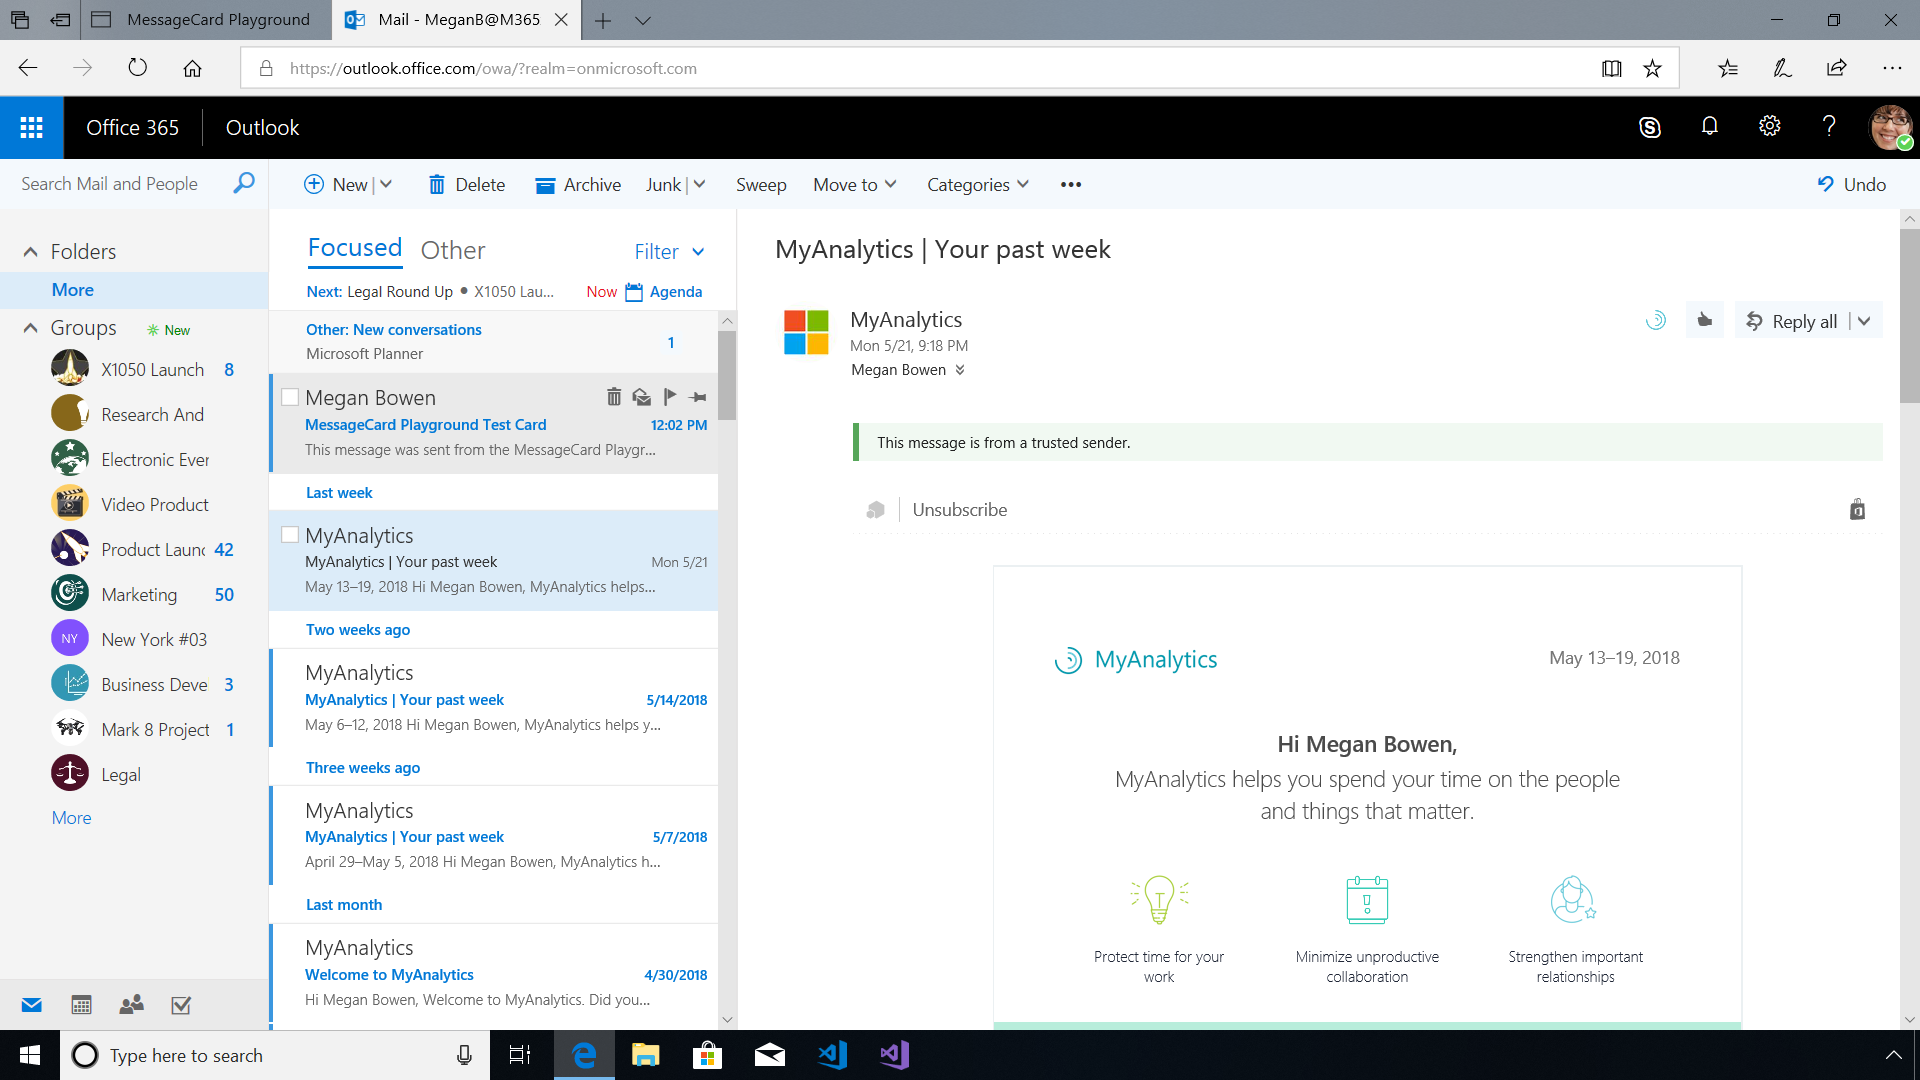 MessageCard Playground
Mail - MeganB@M365
https://outlook.office.com/owa/?realm=onmicrosoft.com
Office 365
Outlook
Search Mail and People
New
Delete
Archive
Junk
Sweep
Move to
Categories
Undo
Folders
More
Groups
New
X1050 Launch 8
Research And
Electronic Ever
Video Product
Product Launc 42
Marketing 50
NY New York #03
Business Deve 3
Mark 8 Project 1
Legal
More
Focused Other Filter
Next: Legal Round Up • X1050 Lau... Now Agenda
Other: New conversations
Microsoft Planner
1
Megan Bowen
MessageCard Playground Test Card 12:02 PM
This message was sent from the MessageCard Playgr...
Last week
MyAnalytics
MyAnalytics | Your past week Mon 5/21
May 13–19, 2018 Hi Megan Bowen, MyAnalytics helps...
Two weeks ago
MyAnalytics
MyAnalytics | Your past week 5/14/2018
May 6–12, 2018 Hi Megan Bowen, MyAnalytics helps y...
Three weeks ago
MyAnalytics
MyAnalytics | Your past week 5/7/2018
April 29–May 5, 2018 Hi Megan Bowen, MyAnalytics h...
Last month
MyAnalytics
Welcome to MyAnalytics 4/30/2018
Hi Megan Bowen, Welcome to MyAnalytics. Did you...
MyAnalytics | Your past week
MyAnalytics
Mon 5/21, 9:18 PM
Megan Bowen
Reply all
This message is from a trusted sender.
Unsubscribe
MyAnalytics
May 13–19, 2018
Hi Megan Bowen,
MyAnalytics helps you spend your time on the people
and things that matter.
Protect time for your
work
Minimize unproductive
collaboration
Strengthen important
relationships
Type here to search